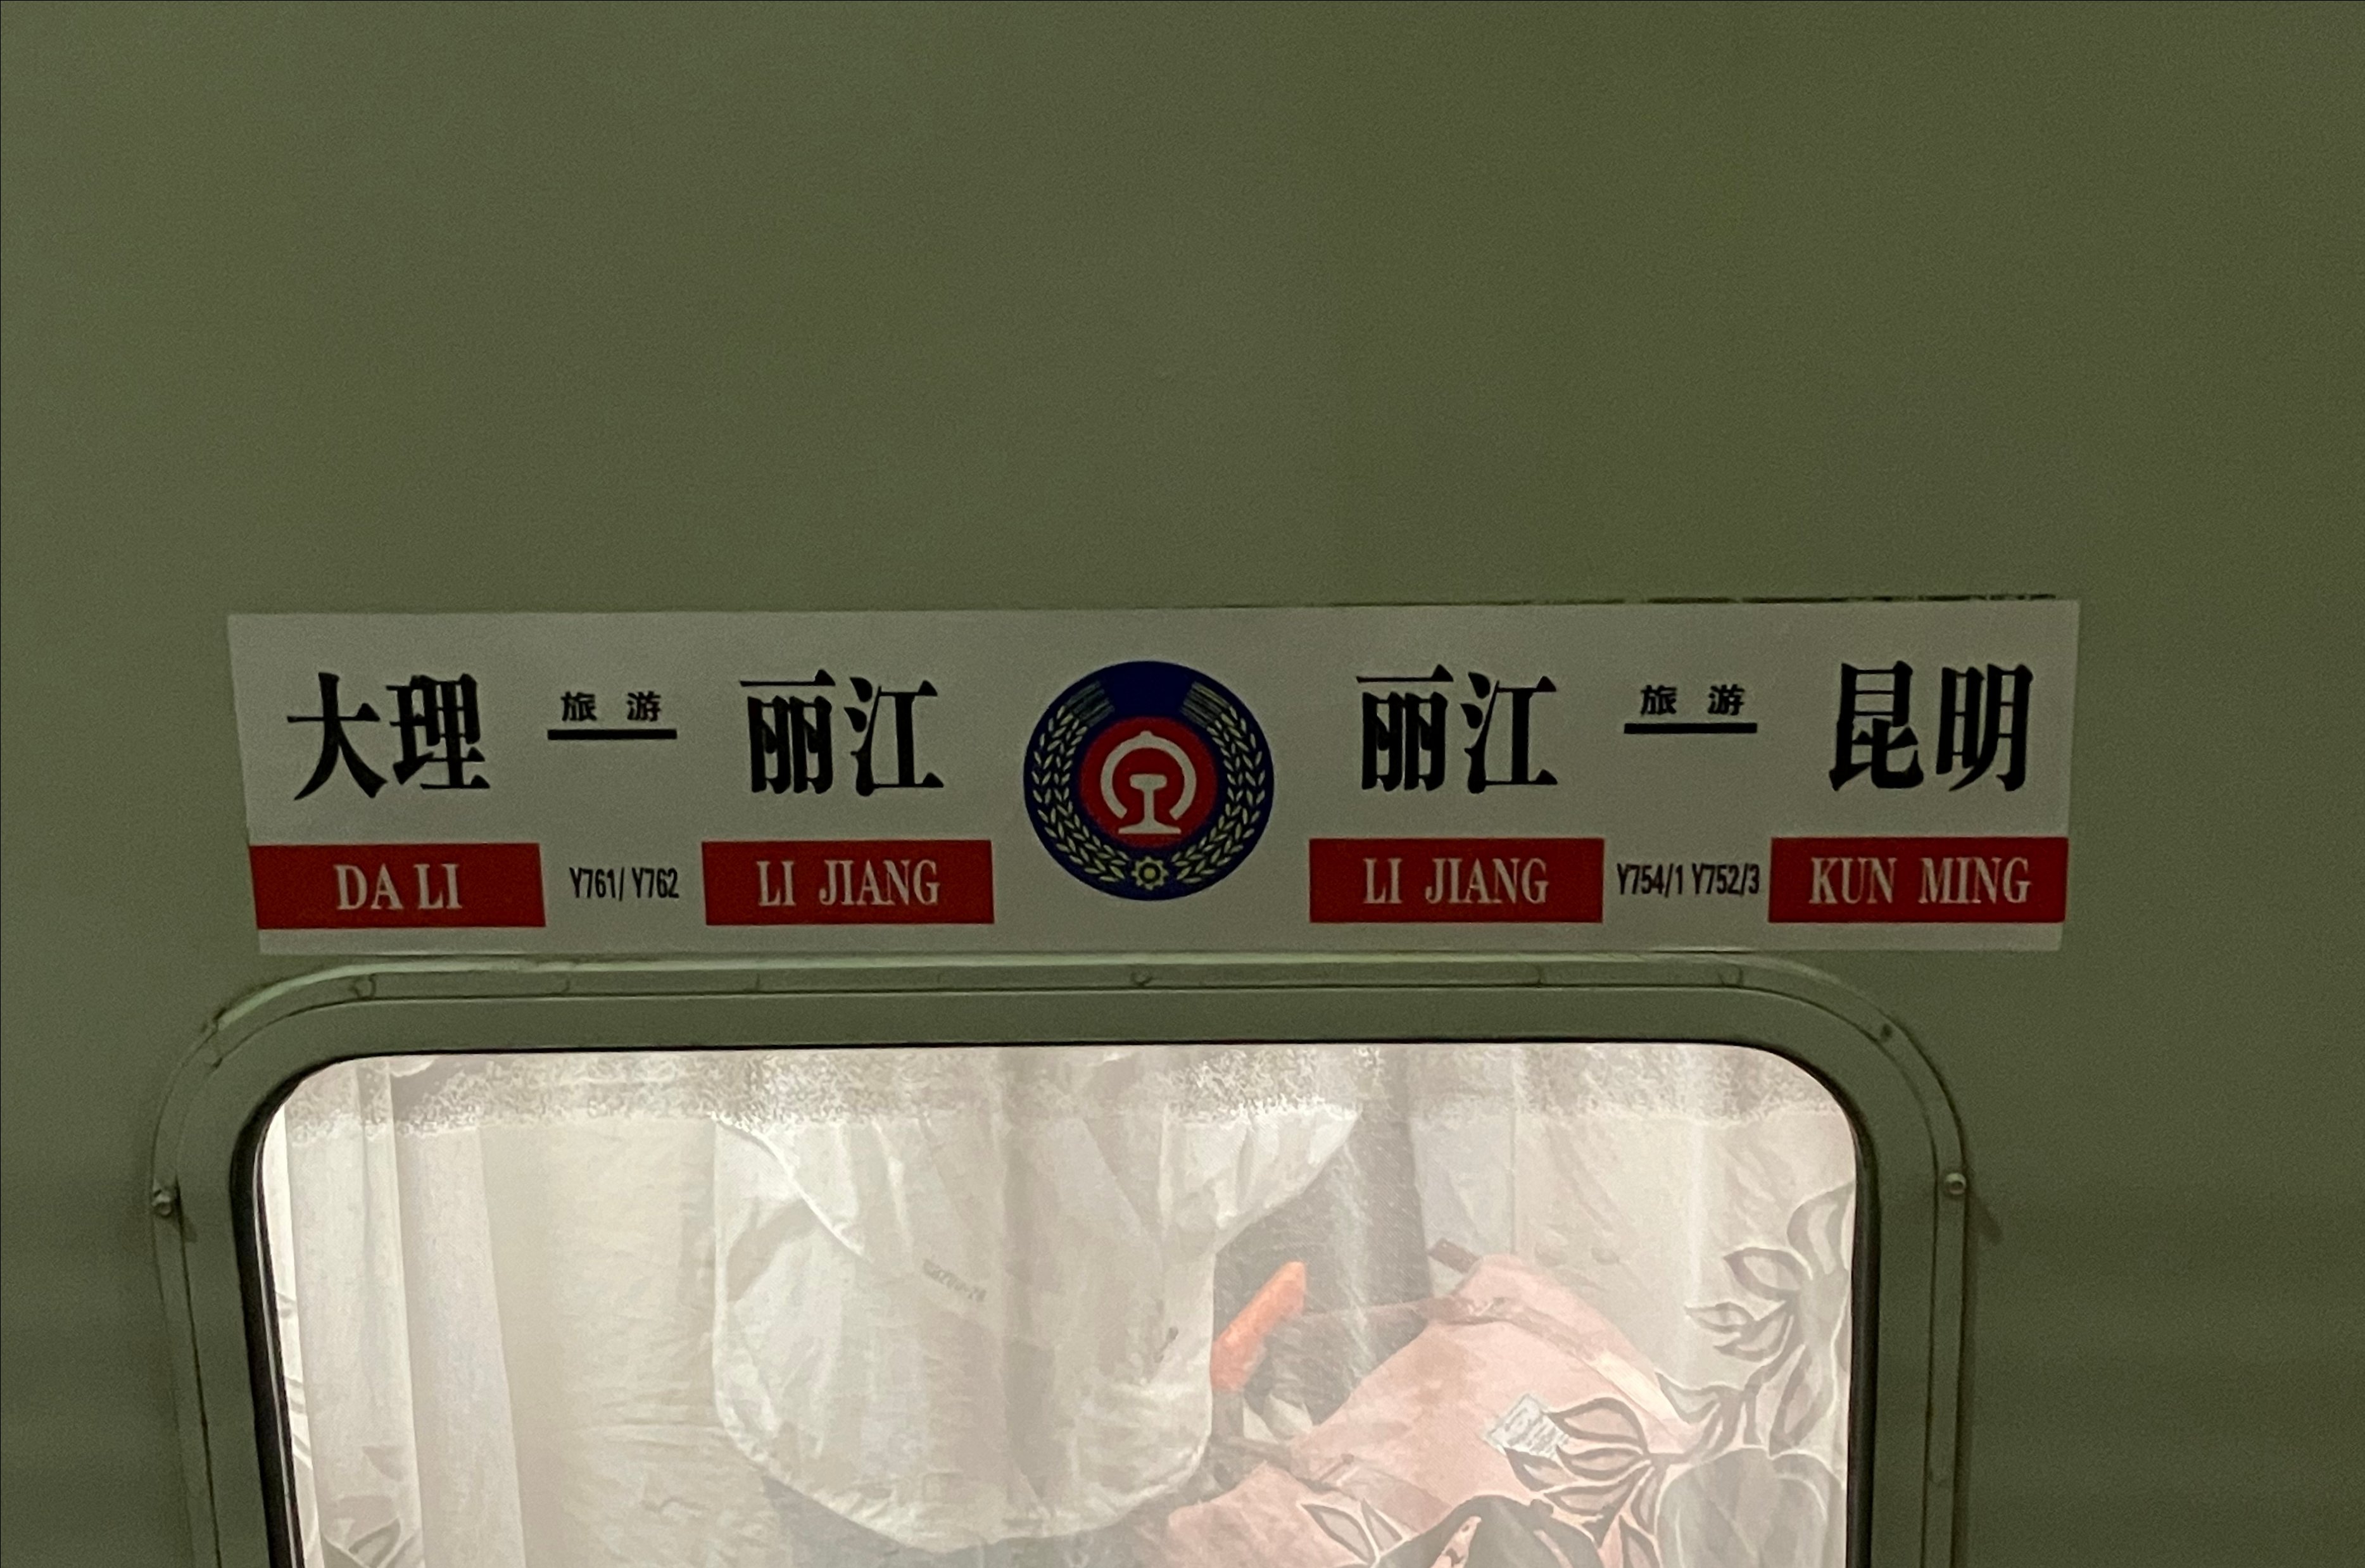 大理 旅游 丽江 丽江 旅游 昆明
DA LI Y761/Y762 LI JIANG LI JIANG Y754/1 Y752/3 KUN MING